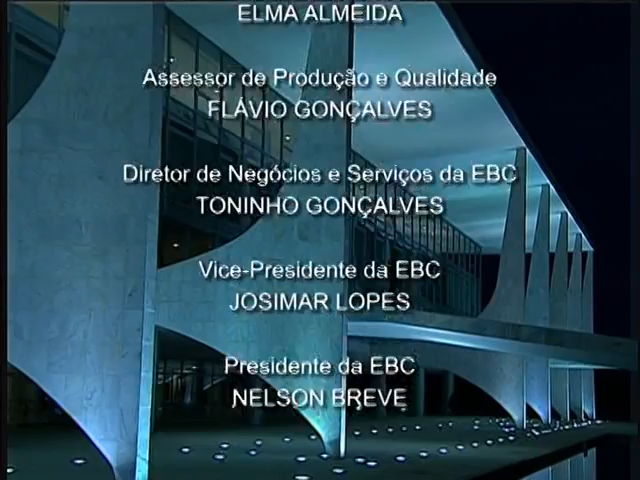 ELMA ALMEIDA
Assessor de Produção e Qualidade
FLÁVIO GONÇALVES
Diretor de Negócios e Serviços da EBC
TONINHO GONÇALVES
Vice-Presidente da EBC
JOSIMAR LOPES
Presidente da EBC
NELSON BREVE